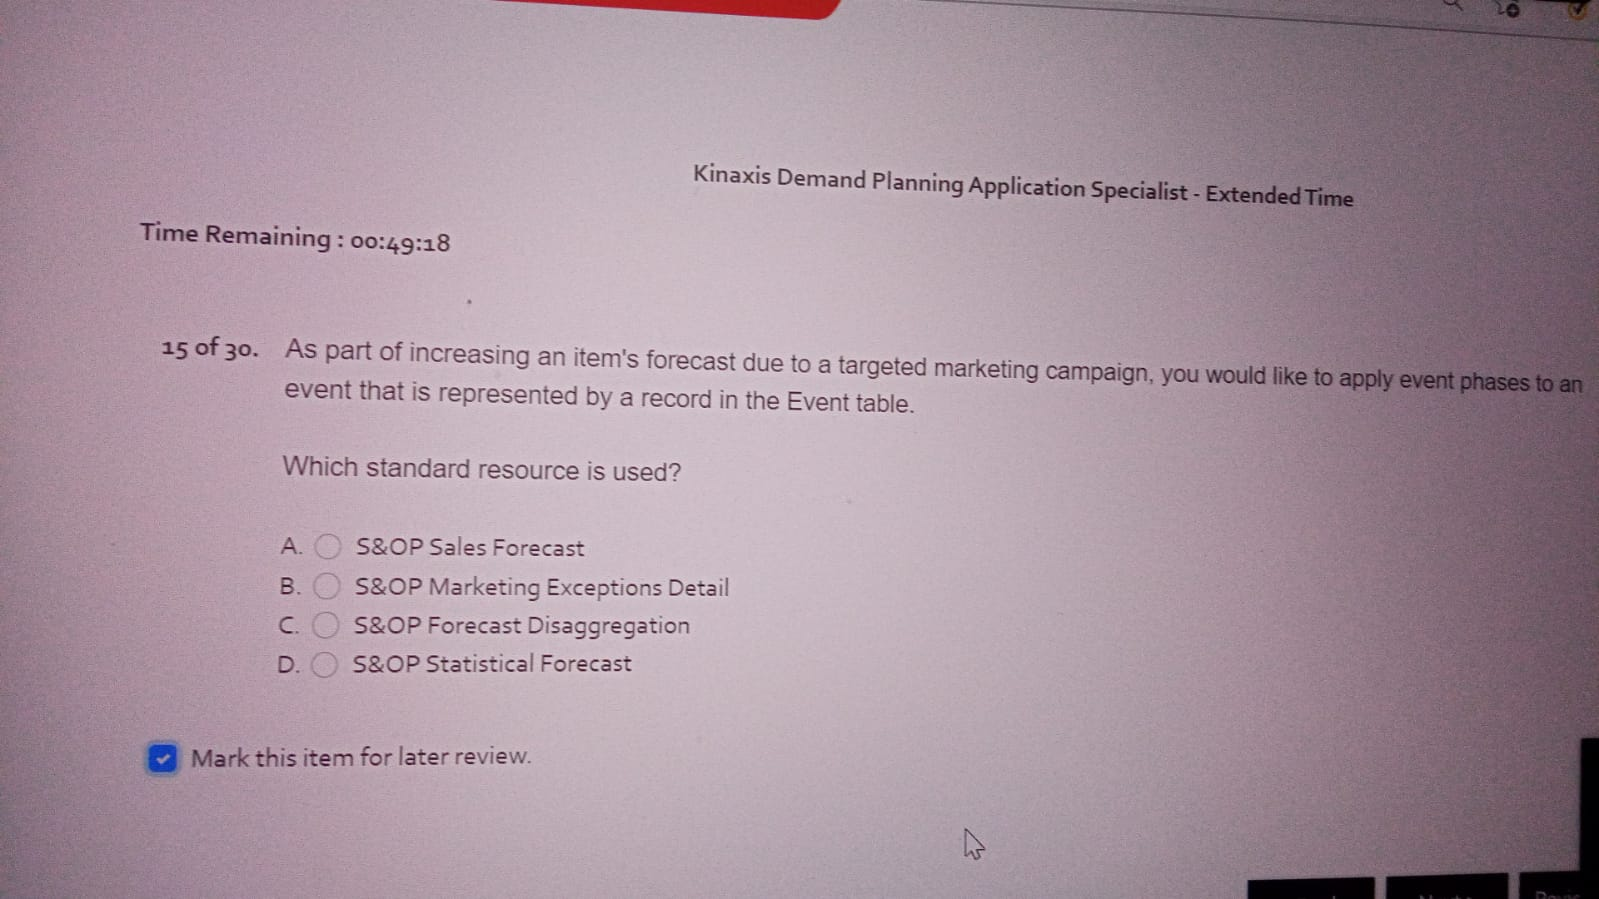 Kinaxis Demand Planning Application Specialist - Extended Time
Time Remaining : 00:49:18
15 of 30. As part of increasing an item's forecast due to a targeted marketing campaign, you would like to apply event phases to an
event that is represented by a record in the Event table.
Which standard resource is used?
A. S&OP Sales Forecast
B. S&OP Marketing Exceptions Detail
C. S&OP Forecast Disaggregation
D. S&OP Statistical Forecast
Mark this item for later review.